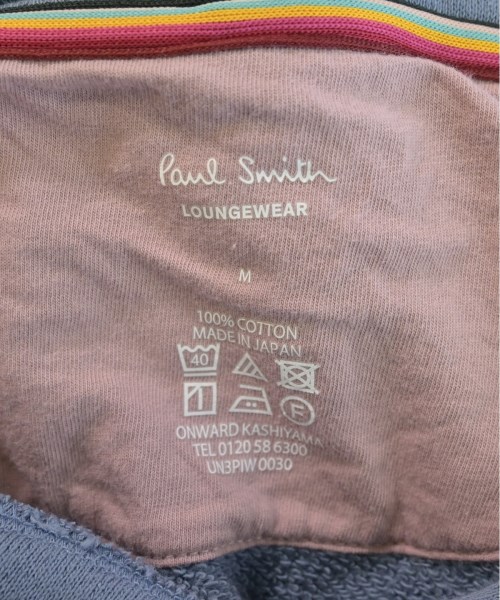 Paul Smith
LOUNGEWEAR
M
100% COTTON
MADE IN JAPAN
40
F
ONWARD KASHIYAMA
TEL 0120 58 6300
UN3PIW 0030